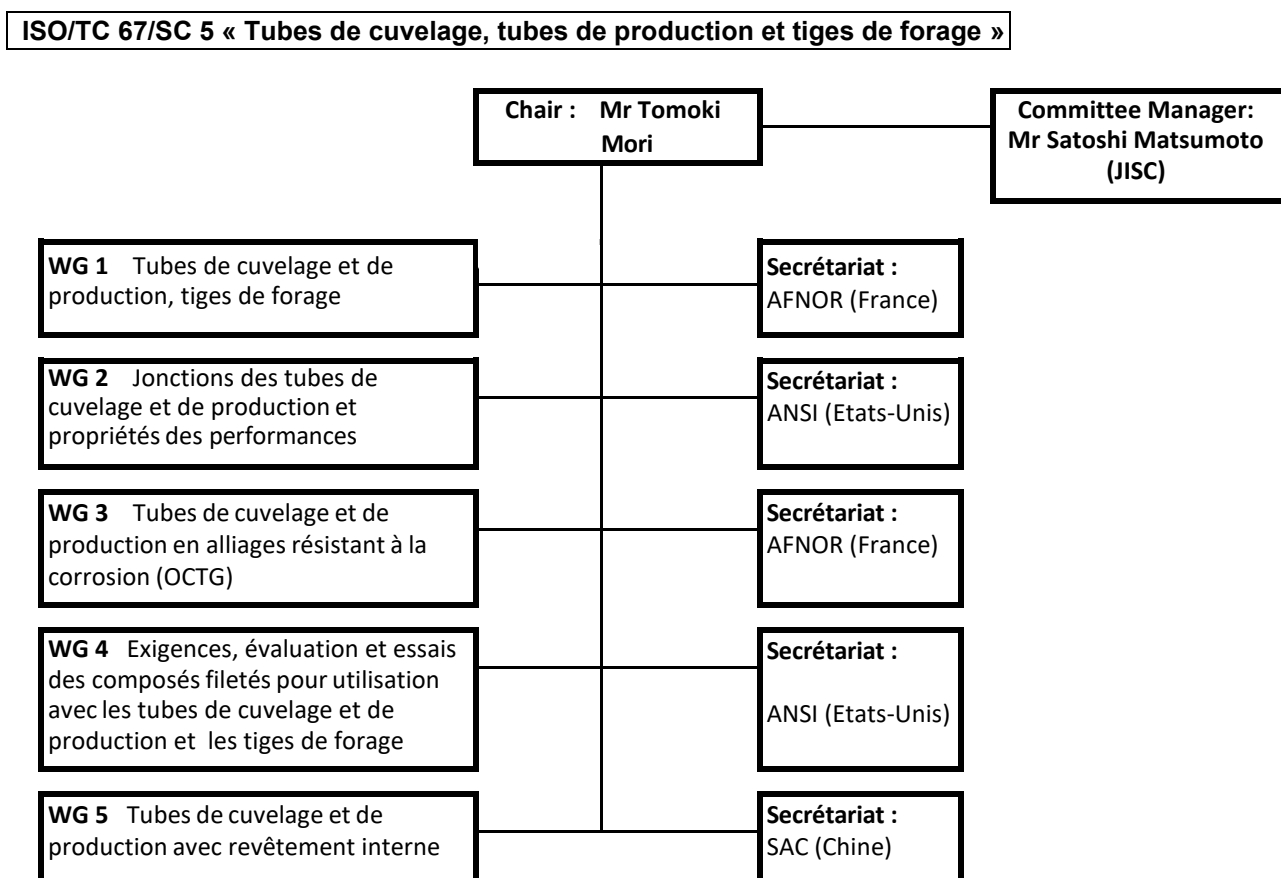 ISO/TC 67/SC 5 « Tubes de cuvelage, tubes de production et tiges de forage »
Chair : Mr Tomoki
Mori
Committee Manager:
Mr Satoshi Matsumoto
(JISC)
WG 1 Tubes de cuvelage et de
production, tiges de forage
Secrétariat :
AFNOR (France)
WG 2 Jonctions des tubes de
cuvelage et de production et
propriétés des performances
Secrétariat :
ANSI (Etats-Unis)
WG 3 Tubes de cuvelage et de
production en alliages résistant à la
corrosion (OCTG)
Secrétariat :
AFNOR (France)
WG 4 Exigences, évaluation et essais
des composés filetés pour utilisation
avec les tubes de cuvelage et de
production et les tiges de forage
Secrétariat :
ANSI (Etats-Unis)
WG 5 Tubes de cuvelage et de
production avec revêtement interne
Secrétariat :
SAC (Chine)